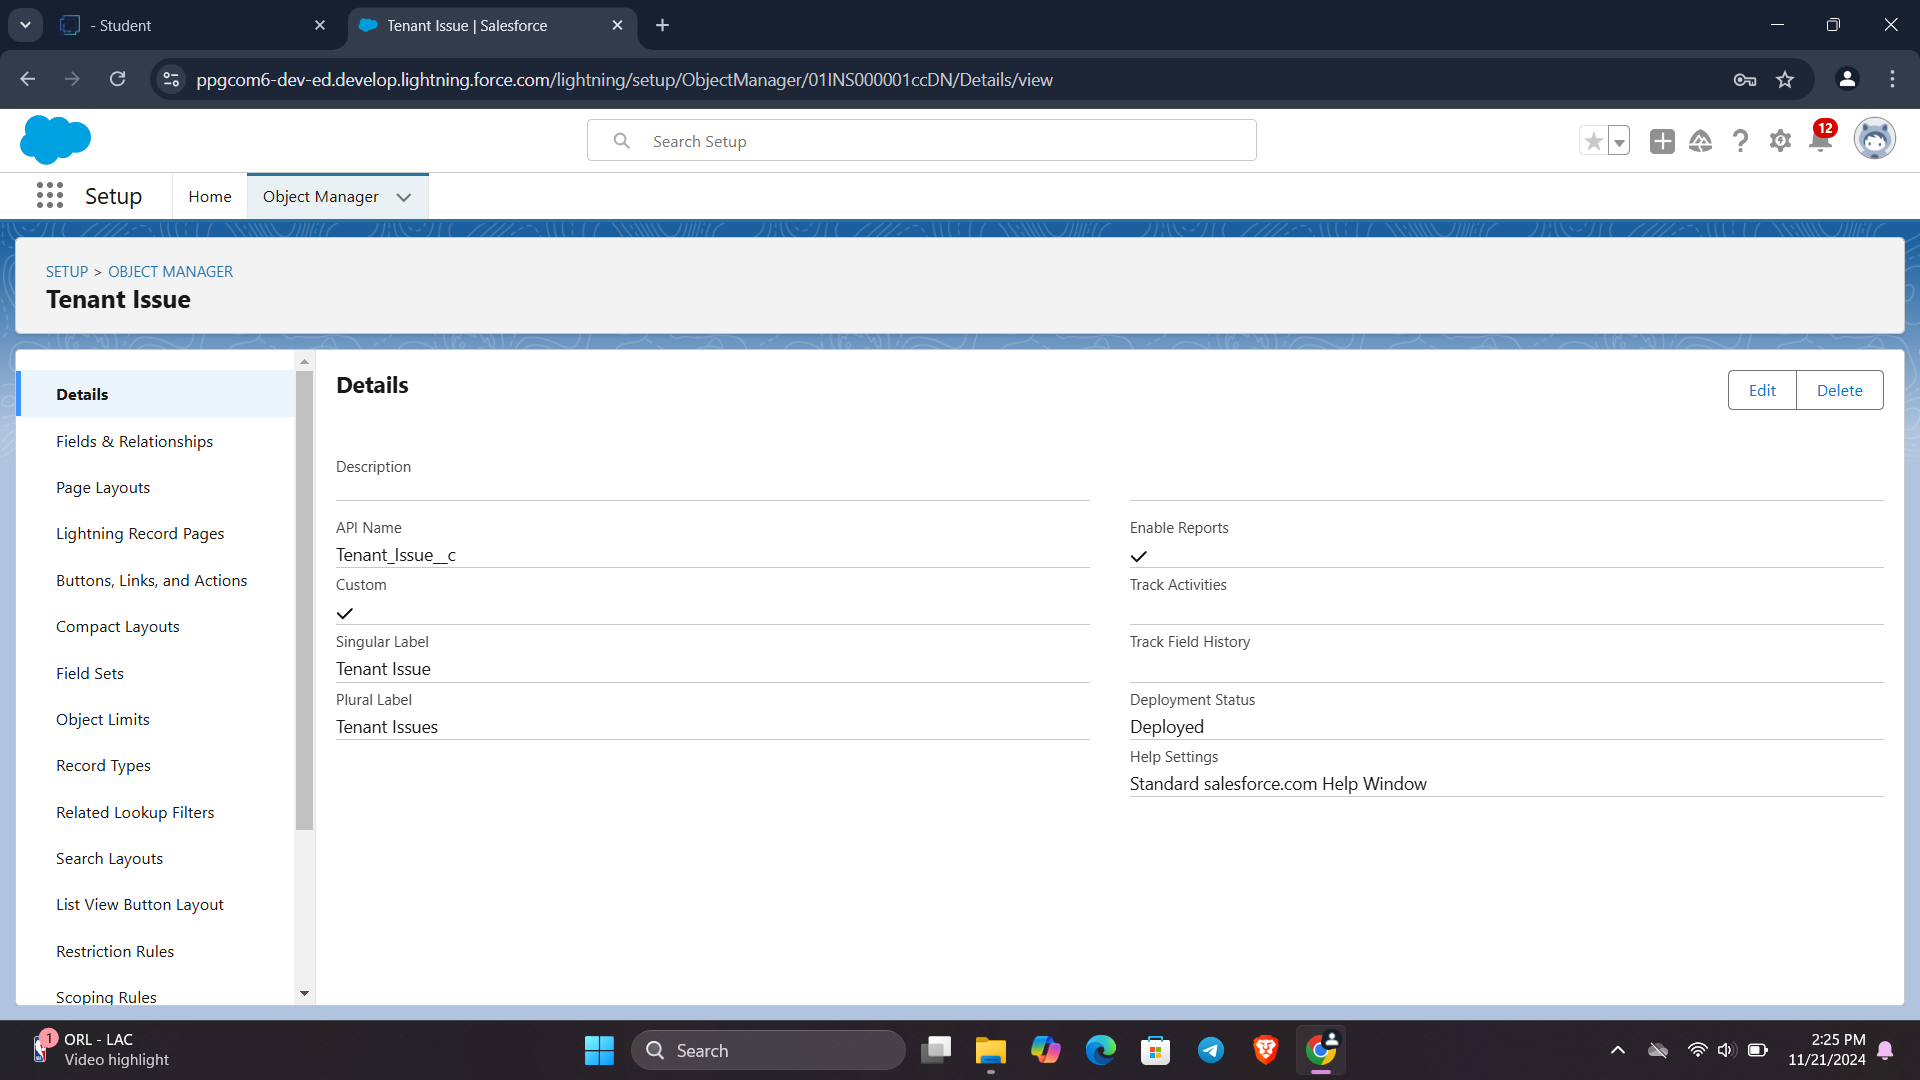 - Student
Tenant Issue | Salesforce
ppgcom6-dev-ed.develop.lightning.force.com/lightning/setup/ObjectManager/01INS000001ccDN/Details/view
Search Setup
12
Setup
Home
Object Manager
SETUP > OBJECT MANAGER
Tenant Issue
Details
Fields & Relationships
Page Layouts
Lightning Record Pages
Buttons, Links, and Actions
Compact Layouts
Field Sets
Object Limits
Record Types
Related Lookup Filters
Search Layouts
List View Button Layout
Restriction Rules
Scoping Rules
Details
Edit
Delete
Description
API Name
Tenant_Issue__c
Custom
Singular Label
Tenant Issue
Plural Label
Tenant Issues
Enable Reports
Track Activities
Track Field History
Deployment Status
Deployed
Help Settings
Standard salesforce.com Help Window
1
ORL - LAC
Video highlight
Search
2:25 PM
11/21/2024